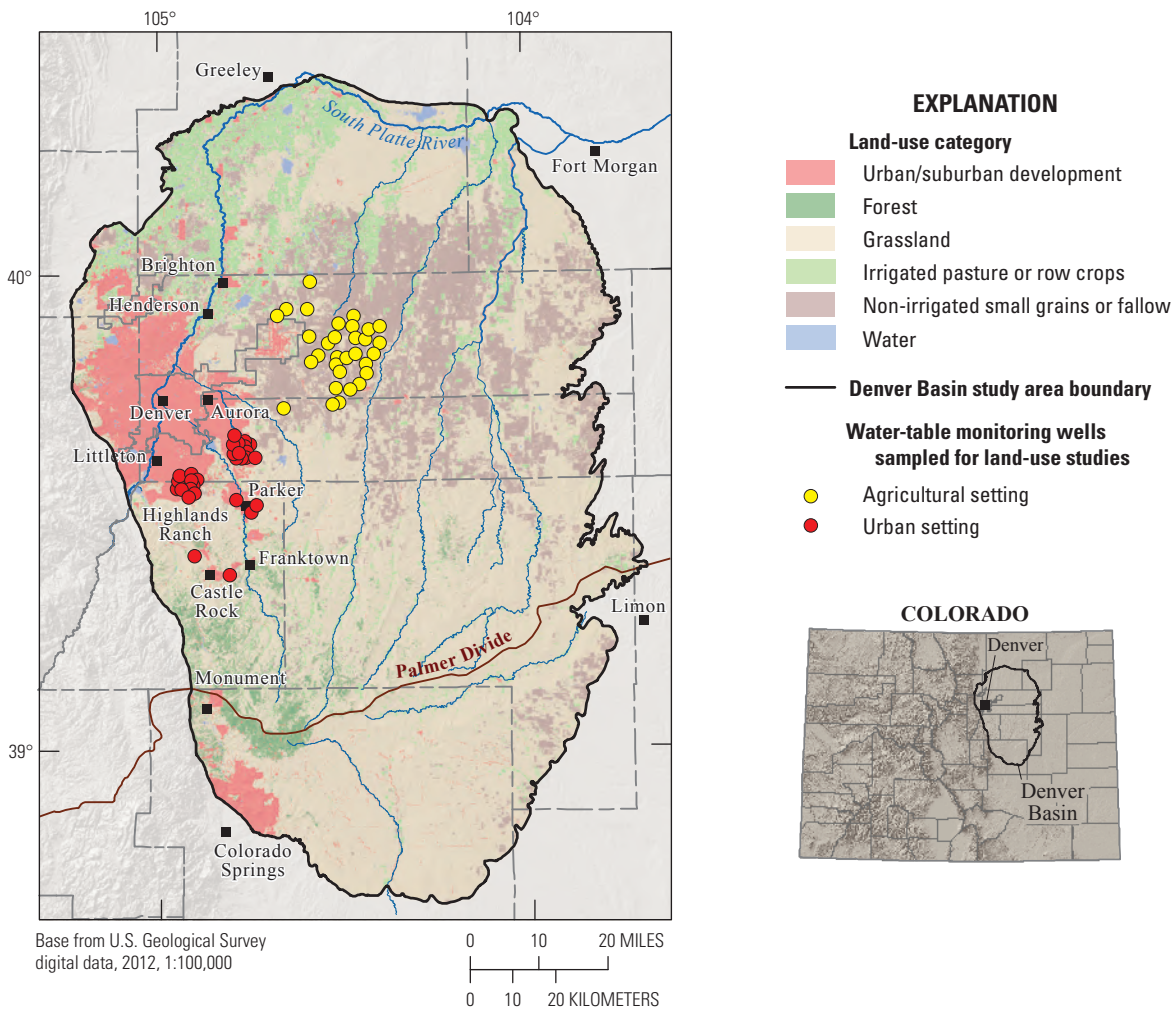 105°
104°
Greeley
South Platte River
Fort Morgan
Brighton
40°
Henderson
Denver
Aurora
Littleton
Parker
Highlands
Ranch
Franktown
Castle
Rock
Limon
Palmer Divide
Monument
39°
Colorado
Springs
Base from U.S. Geological Survey
digital data, 2012, 1:100,000
0 10 20 MILES
0 10 20 KILOMETERS
EXPLANATION
Land-use category
Urban/suburban development
Forest
Grassland
Irrigated pasture or row crops
Non-irrigated small grains or fallow
Water
Denver Basin study area boundary
Water-table monitoring wells
sampled for land-use studies
Agricultural setting
Urban setting
COLORADO
Denver
Denver
Basin